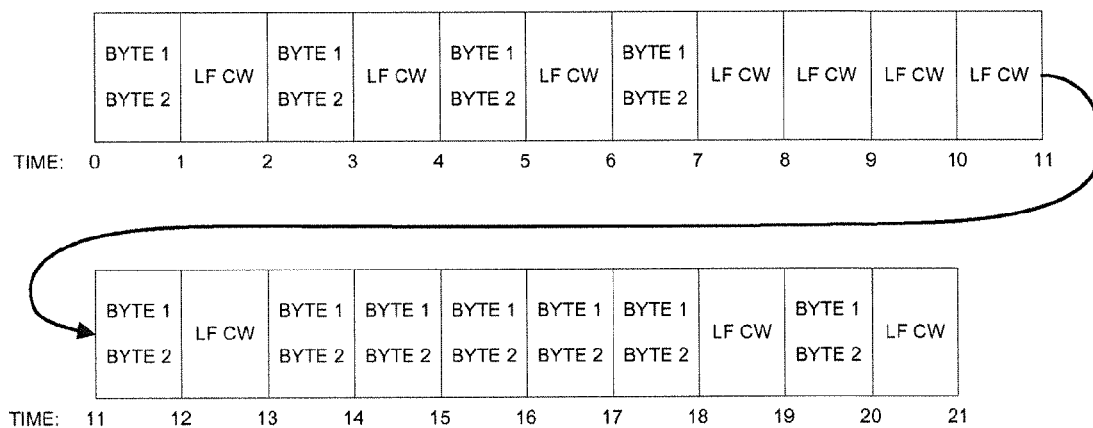 BYTE 1 BYTE 1 BYTE 1 BYTE 1
LF CW LF CW LF CW LF CW LF CW LF CW LF CW
BYTE 2 BYTE 2 BYTE 2 BYTE 2
TIME: 0 1 2 3 4 5 6 7 8 9 10 11
BYTE 1 BYTE 1 BYTE 1 BYTE 1 BYTE 1 BYTE 1 BYTE 1
LF CW LF CW LF CW
BYTE 2 BYTE 2 BYTE 2 BYTE 2 BYTE 2 BYTE 2 BYTE 2
TIME: 11 12 13 14 15 16 17 18 19 20 21